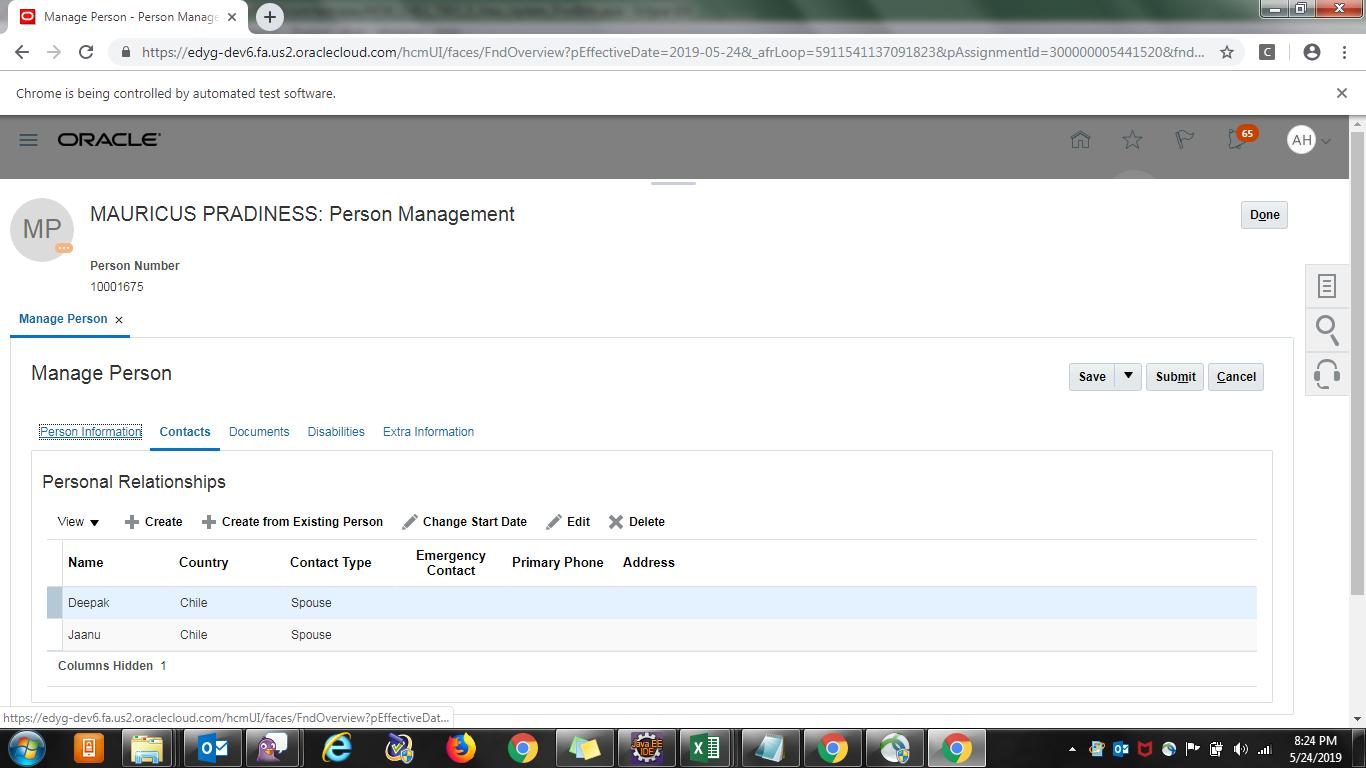 Manage Person - Person Manage
https://edyg-dev6.fa.us2.oraclecloud.com/hcmUI/faces/FndOverview?pEffectiveDate=2019-05-24&_afrLoop=5911541137091823&pAssignmentId=300000005441520&fnd...
C
Chrome is being controlled by automated test software.
ORACLE
65
AH
MP
MAURICUS PRADINESS: Person Management
Done
Person Number
10001675
Manage Person
Manage Person
Save
Submit
Cancel
Person Information Contacts Documents Disabilities Extra Information
Personal Relationships
View Create Create from Existing Person Change Start Date Edit Delete
Name Country Contact Type Emergency Contact Primary Phone Address
Deepak Chile Spouse
Jaanu Chile Spouse
Columns Hidden 1
https://edyg-dev6.fa.us2.oraclecloud.com/hcmUI/faces/FndOverview?pEffectiveDat...
Java EE
IDE
8:24 PM
5/24/2019